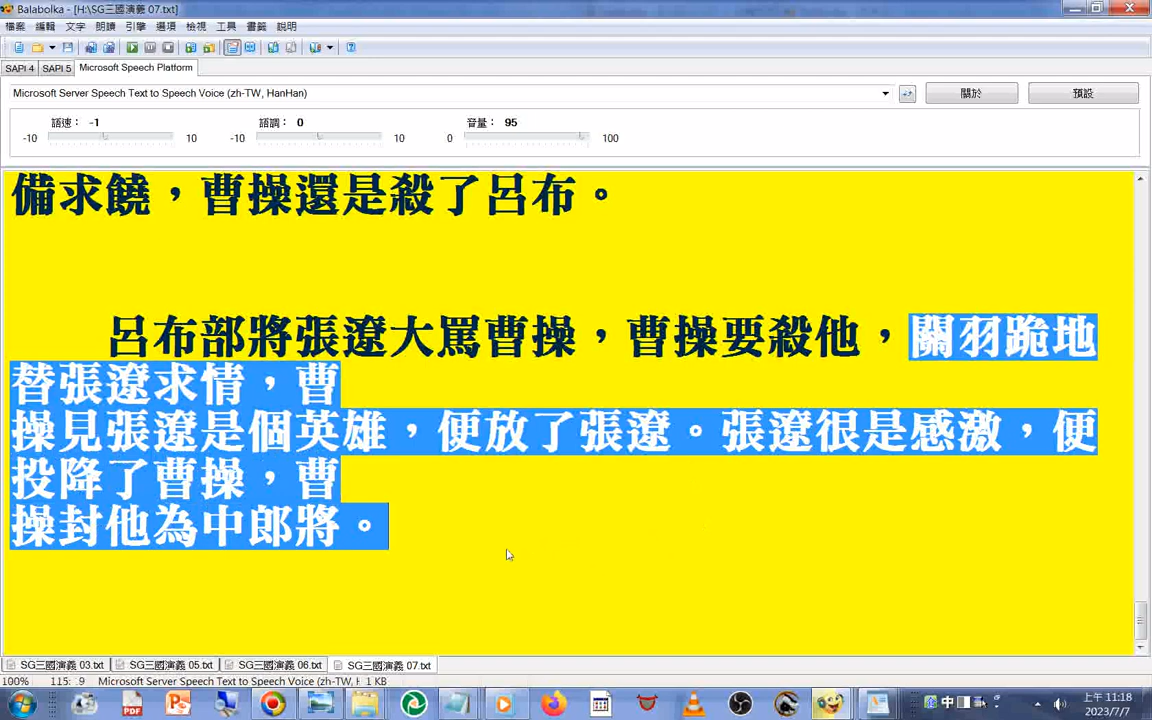 Balabolka - [H:\SG三國演義 07.txt]
檔案 編輯 文字 朗讀 引擎 選項 檢視 工具 書籤 說明
SAPI 4 SAPI 5 Microsoft Speech Platform
Microsoft Server Speech Text to Speech Voice (zh-TW, HanHan)
關於 預設
語速： -1 語調： 0 音量： 95
-10 10 -10 10 0 100
備求饒，曹操還是殺了呂布。
呂布部將張遼大罵曹操，曹操要殺他，關羽跪地
替張遼求情，曹
操見張遼是個英雄，便放了張遼。張遼很是感激，便
投降了曹操，曹
操封他為中郎將。
SG三國演義 03.txt SG三國演義 05.txt SG三國演義 06.txt SG三國演義 07.txt
100% 115: .9 Microsoft Server Speech Text to Speech Voice (zh-TW, H 1 KB
PDF 中 上午 11:18
2023/7/7